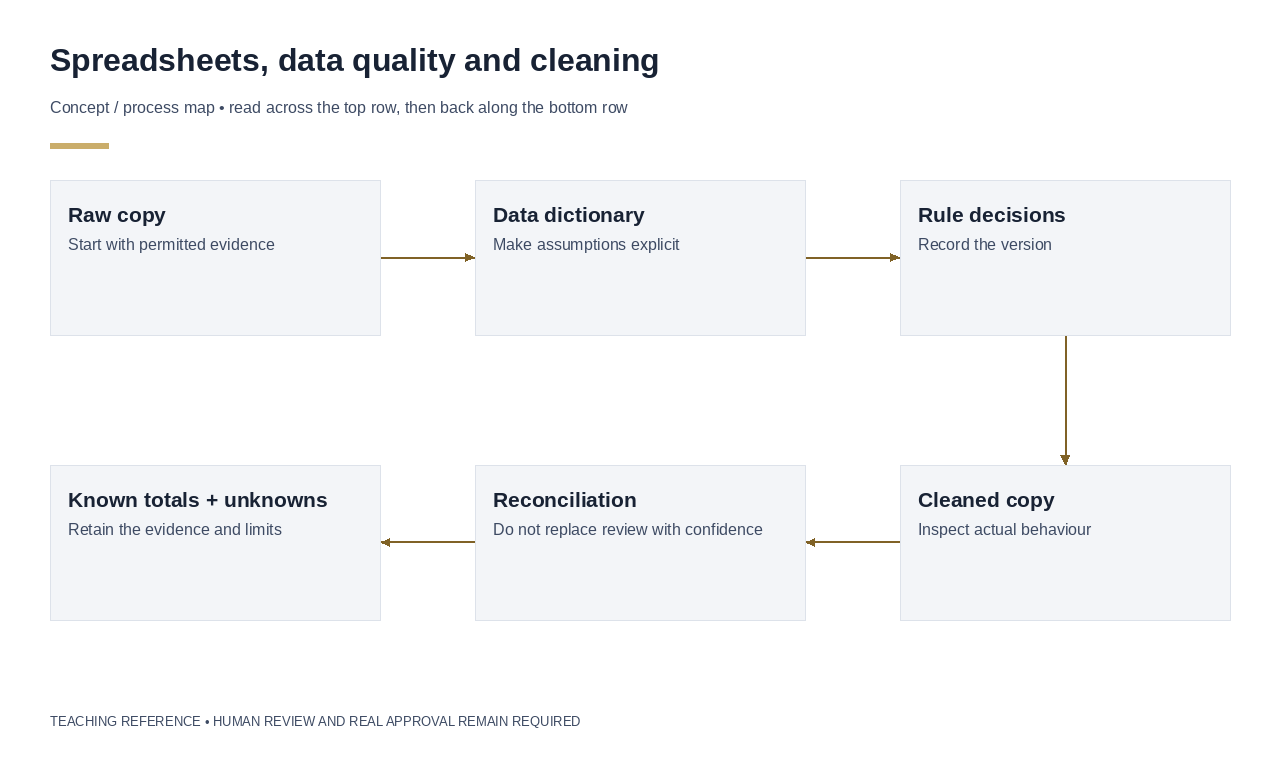 Spreadsheets, data quality and cleaning
Concept / process map • read across the top row, then back along the bottom row
Raw copy
Start with permitted evidence
Data dictionary
Make assumptions explicit
Rule decisions
Record the version
Cleaned copy
Inspect actual behaviour
Reconciliation
Do not replace review with confidence
Known totals + unknowns
Retain the evidence and limits
TEACHING REFERENCE • HUMAN REVIEW AND REAL APPROVAL REMAIN REQUIRED